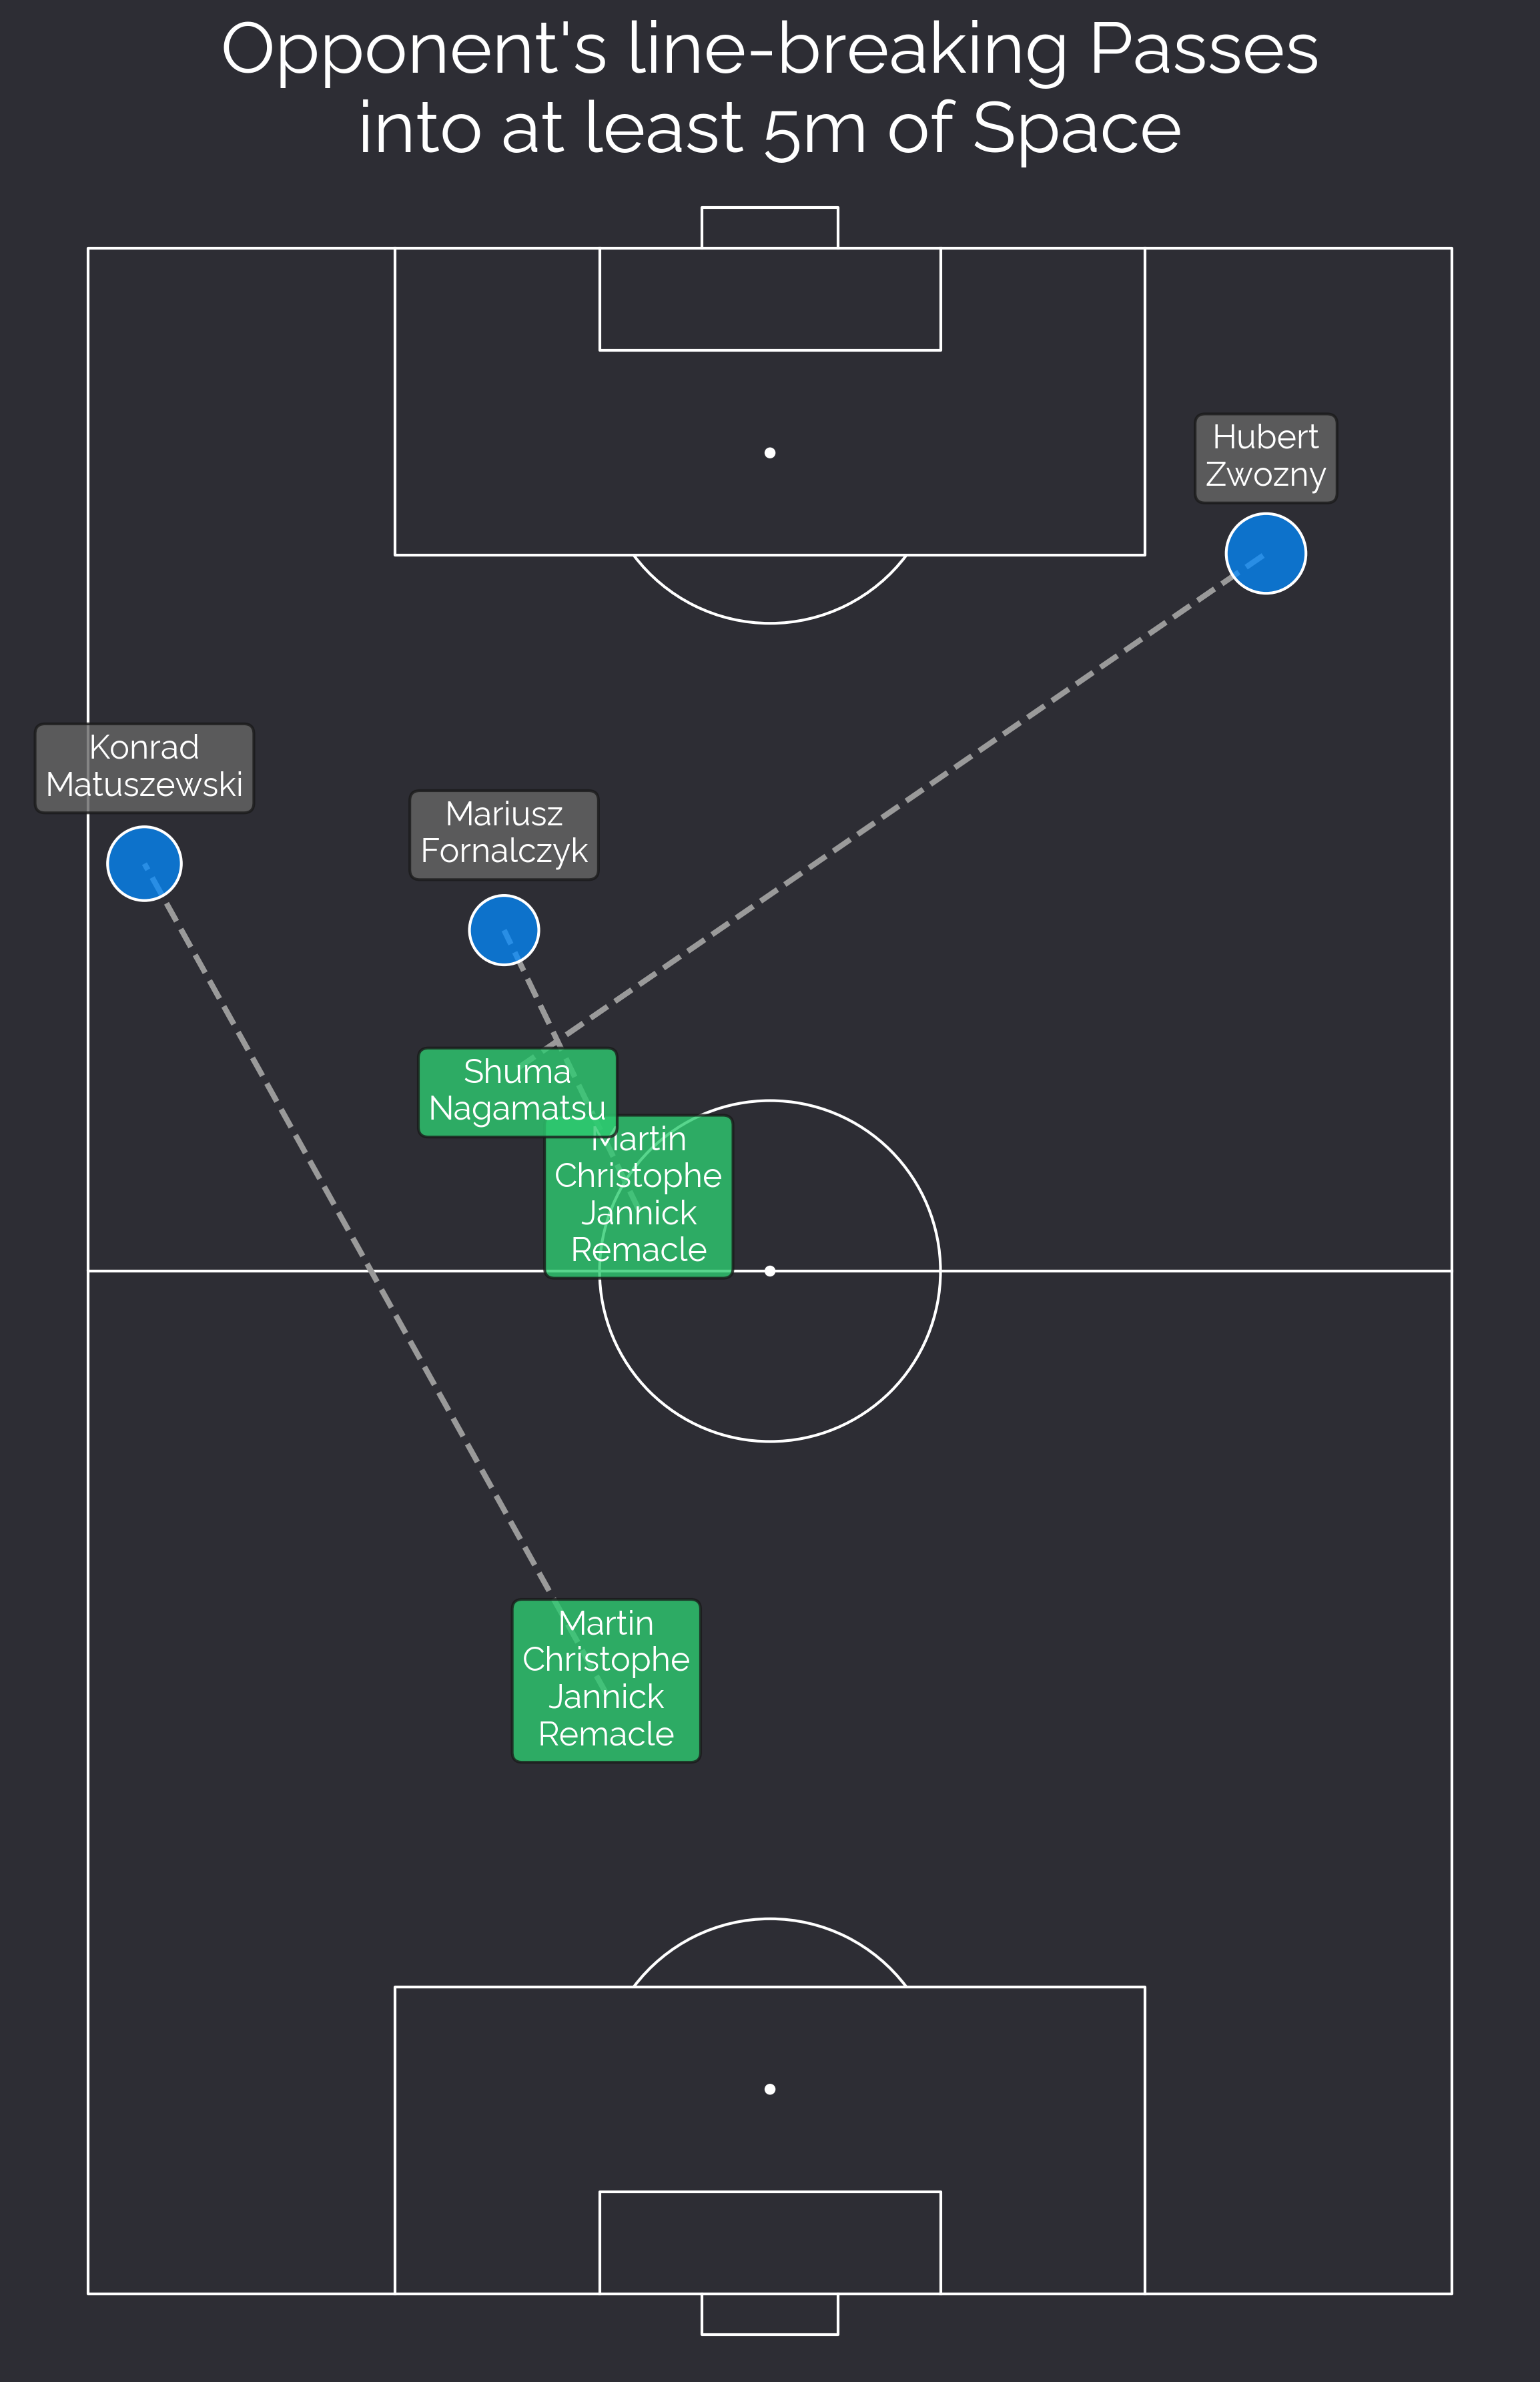 Opponent's line-breaking Passes
into at least 5m of Space
Hubert
Zwozny
Konrad
Matuszewski
Mariusz
Fornalczyk
Shuma
Nagamatsu
Martin
Christophe
Jannick
Remacle
Martin
Christophe
Jannick
Remacle